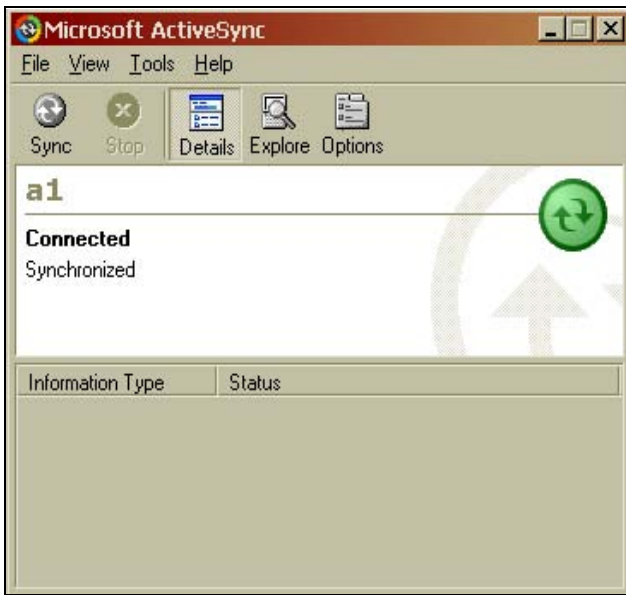 Microsoft ActiveSync
File View Tools Help
Sync Stop Details Explore Options
a1
Connected
Synchronized
Information Type Status